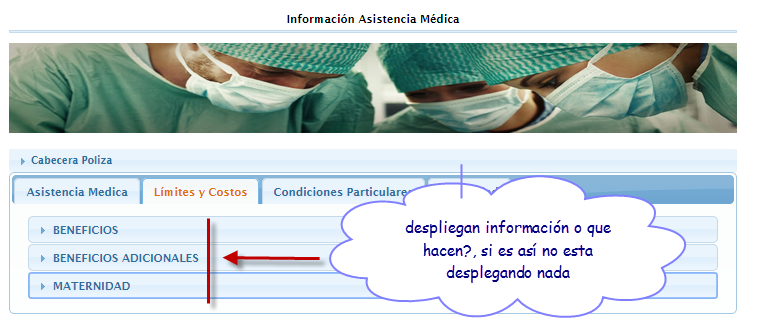 Información Asistencia Médica
Cabecera Poliza
Asistencia Medica
Límites y Costos
Condiciones Particulares
despliegan información o que
hacen?, si es así no esta
desplegando nada
BENEFICIOS
BENEFICIOS ADICIONALES
MATERNIDAD